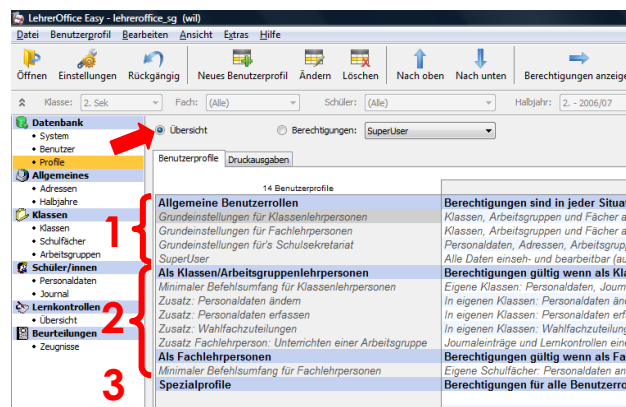 LehrerOffice Easy - lehreroffice_sg (wil)
Datei Benutzerprofil Bearbeiten Ansicht Extras Hilfe
Öffnen Einstellungen Rückgängig Neues Benutzerprofil Ändern Löschen Nach oben Nach unten Berechtigungen anzeige
Klasse: 2. Sek Fach: (Alle) Schüler: (Alle) Halbjahr: 2. - 2006/07
Datenbank
• System
• Benutzer
• Profile
Allgemeines
• Adressen
• Halbjahre
Klassen
• Klassen
• Schulfächer
• Arbeitsgruppen
Schüler/innen
• Personaldaten
• Journal
Lernkontrollen
• Übersicht
Beurteilungen
• Zeugnisse
Übersicht Berechtigungen: SuperUser
Benutzerprofile Druckausgaben
14 Benutzerprofile
1
Allgemeine Benutzerrollen Berechtigungen sind in jeder Situat
Grundeinstellungen für Klassenlehrpersonen Klassen, Arbeitsgruppen und Fächer a
Grundeinstellungen für Fachlehrpersonen Klassen, Arbeitsgruppen und Fächer a
Grundeinstellungen für's Schulsekretariat Personaldaten, Adressen, Arbeitsgrup
SuperUser Alle Daten einseh- und bearbeitbar (au
2
Als Klassen/Arbeitsgruppenlehrpersonen Berechtigungen gültig wenn als Kla
Minimaler Befehlsumfang für Klassenlehrpersonen Eigene Klassen: Personaldaten, Journ
Zusatz: Personaldaten ändern In eigenen Klassen: Personaldaten än
Zusatz: Personaldaten erfassen In eigenen Klassen: Personaldaten erf
Zusatz: Wahlfachzuteilungen In eigenen Klassen: Wahlfachzuteilung
Zusatz Fachlehrperson: Unterrichten einer Arbeitsgruppe Journaleinträge und Lernkontrollen ein
Als Fachlehrpersonen Berechtigungen gültig wenn als Fa
Minimaler Befehlsumfang für Fachlehrpersonen Eigene Schulfächer: Personaldaten an
3
Spezialprofile Berechtigungen für alle Benutzerro